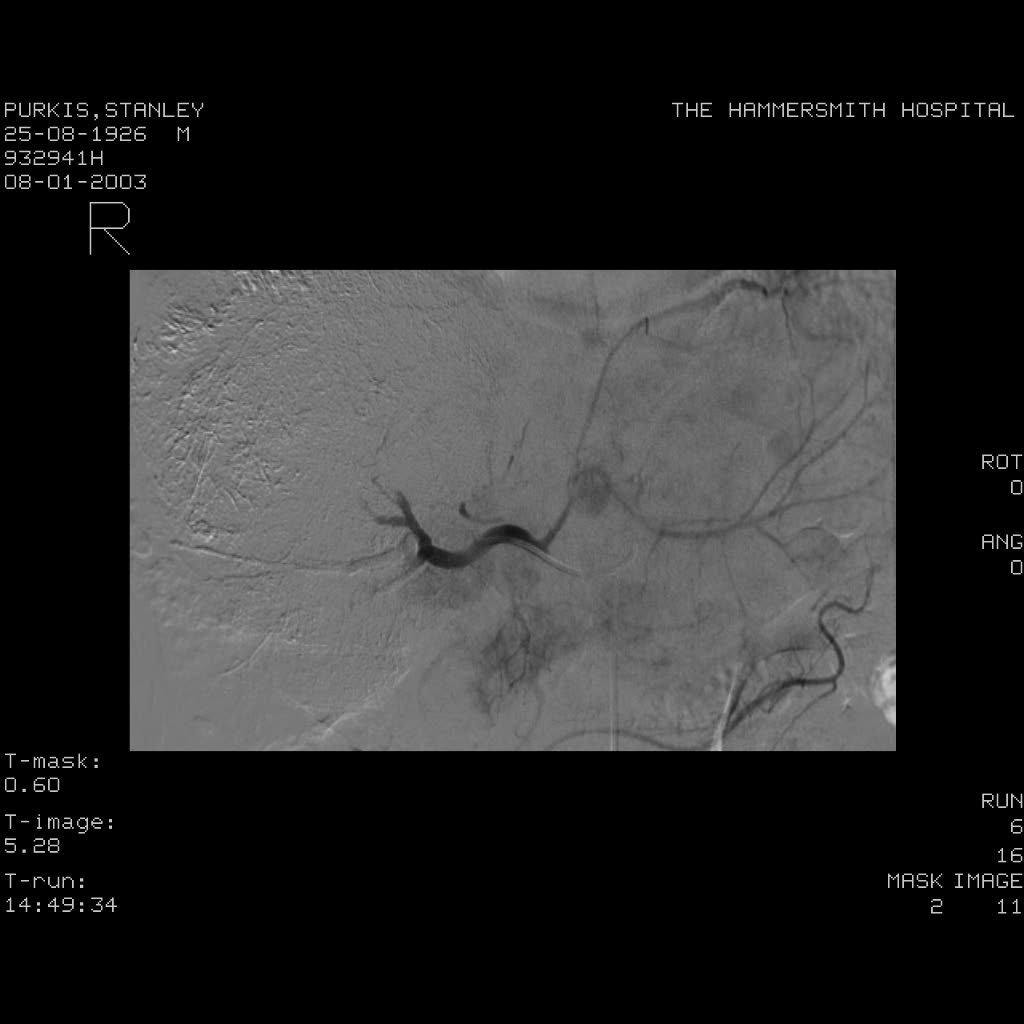 PURKIS,STANLEY
THE HAMMERSMITH HOSPITAL
25-08-1926 M
932941H
08-01-2003
R
ROT
0
ANG
0
T-mask:
0.60
T-image:
5.28
T-run:
14:49:34
RUN
6
16
MASK IMAGE
2 11